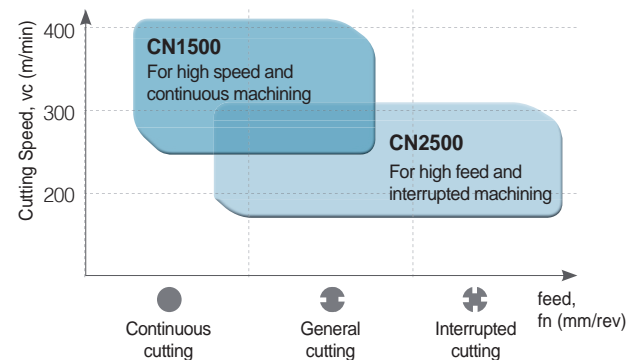 Cutting Speed, vc (m/min)
400
300
200
CN1500
For high speed and
continuous machining
CN2500
For high feed and
interrupted machining
Continuous
cutting
General
cutting
Interrupted
cutting
feed,
fn (mm/rev)